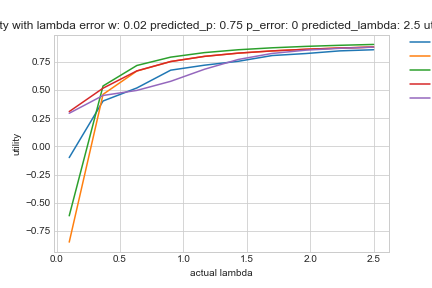 ty with lambda error w: 0.02 predicted_p: 0.75 p_error: 0 predicted_lambda: 2.5 ut
0.75
0.50
0.25
0.00
−0.25
−0.50
−0.75
utility
0.0 0.5 1.0 1.5 2.0 2.5
actual lambda